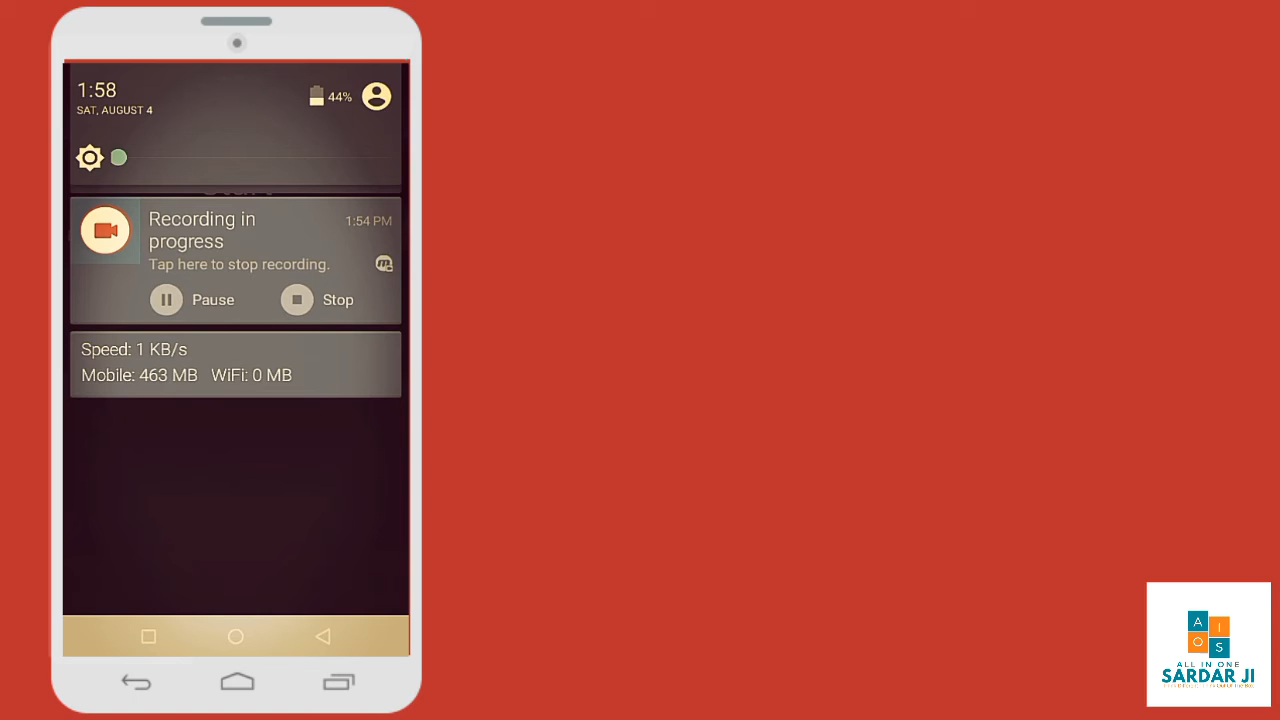 1:58
44%
SAT, AUGUST 4
Recording in
progress
1:54 PM
Tap here to stop recording.
Pause
Stop
Speed: 1 KB/s
Mobile: 463 MB WiFi: 0 MB
A I
O S
ALL IN ONE
SARDAR JI